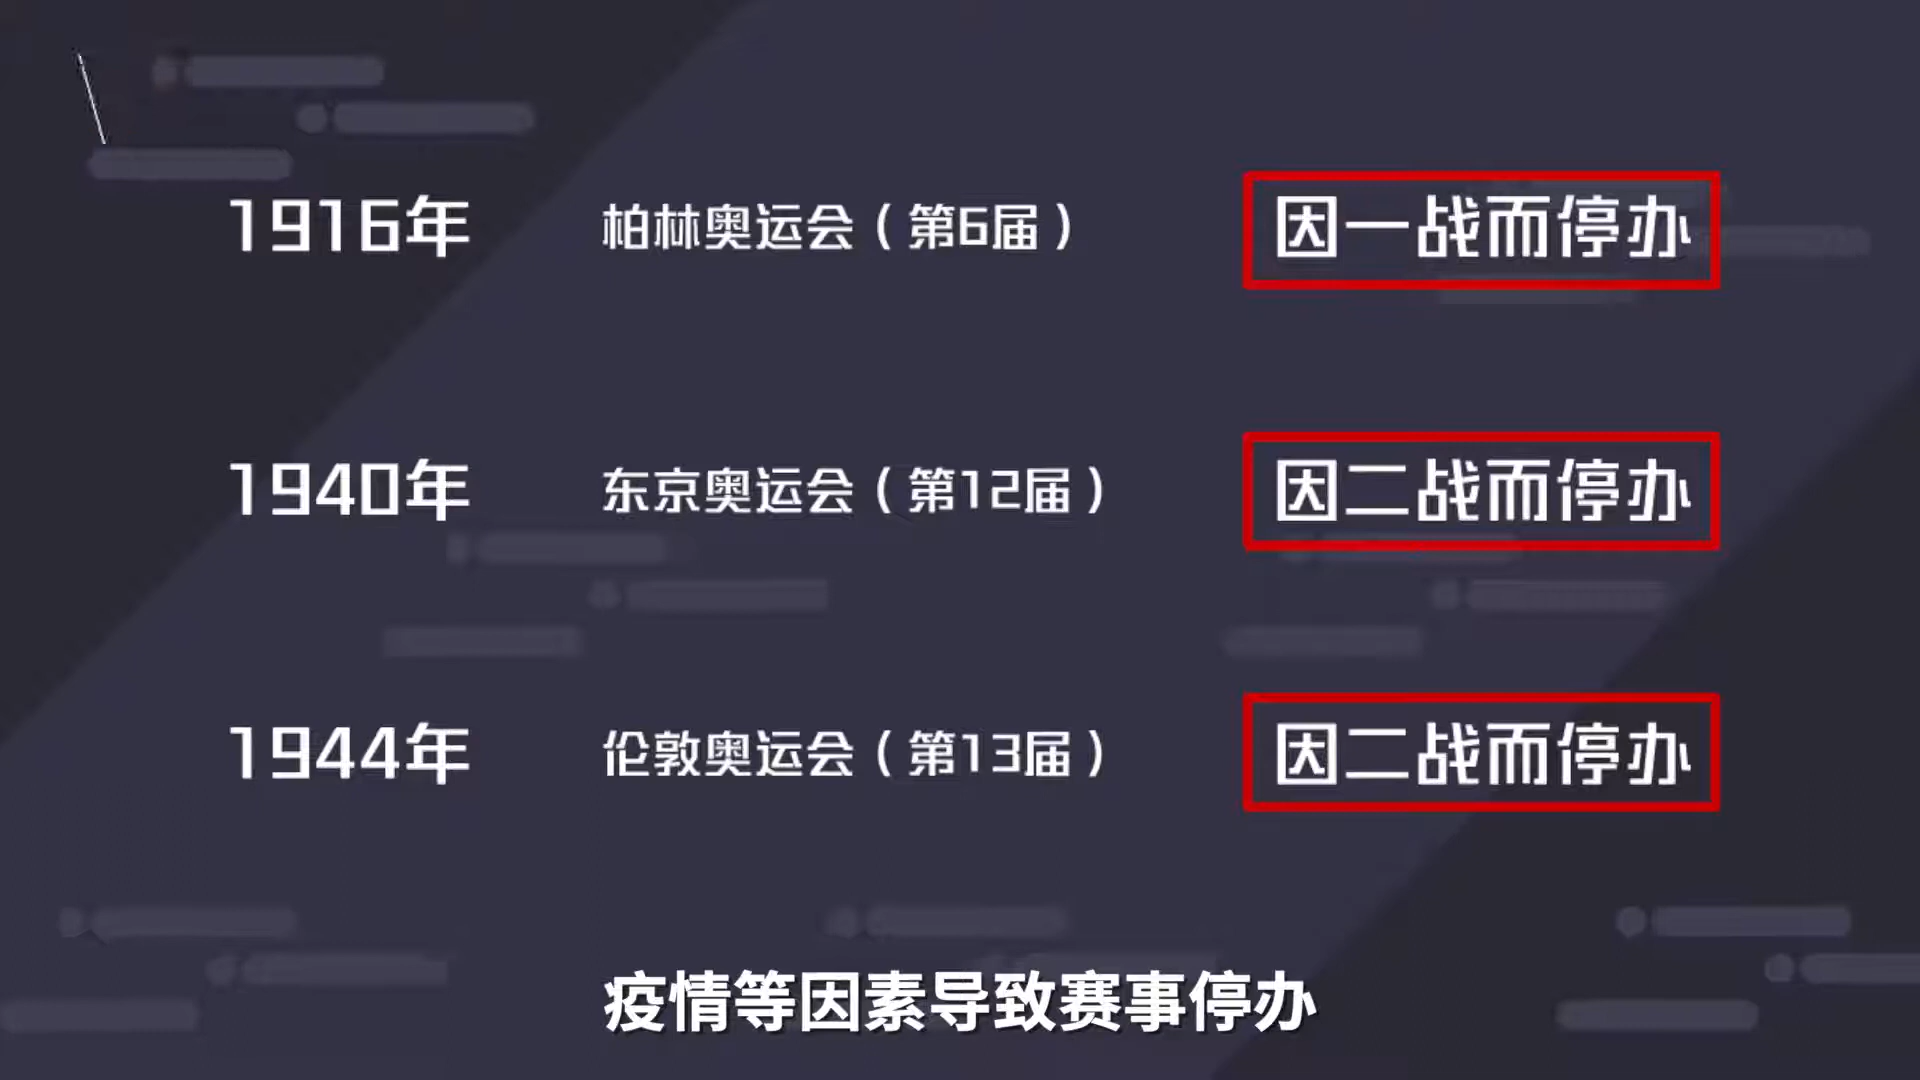 1916年 柏林奥运会（第6届） 因一战而停办
1940年 东京奥运会（第12届） 因二战而停办
1944年 伦敦奥运会（第13届） 因二战而停办
疫情等因素导致赛事停办